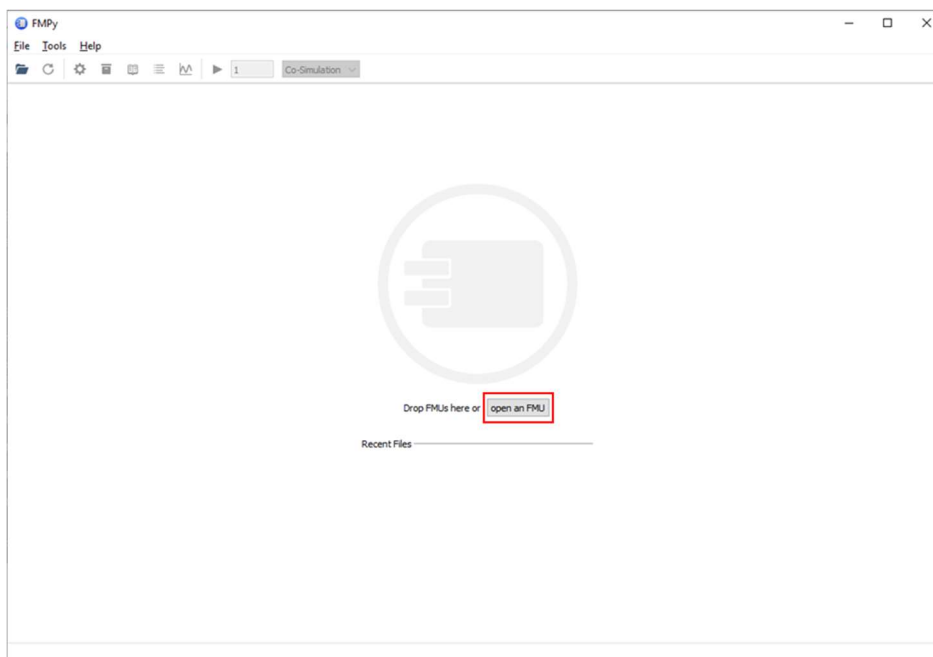 FMPy
File Tools Help
1 Co-Simulation
Drop FMUs here or open an FMU
Recent Files